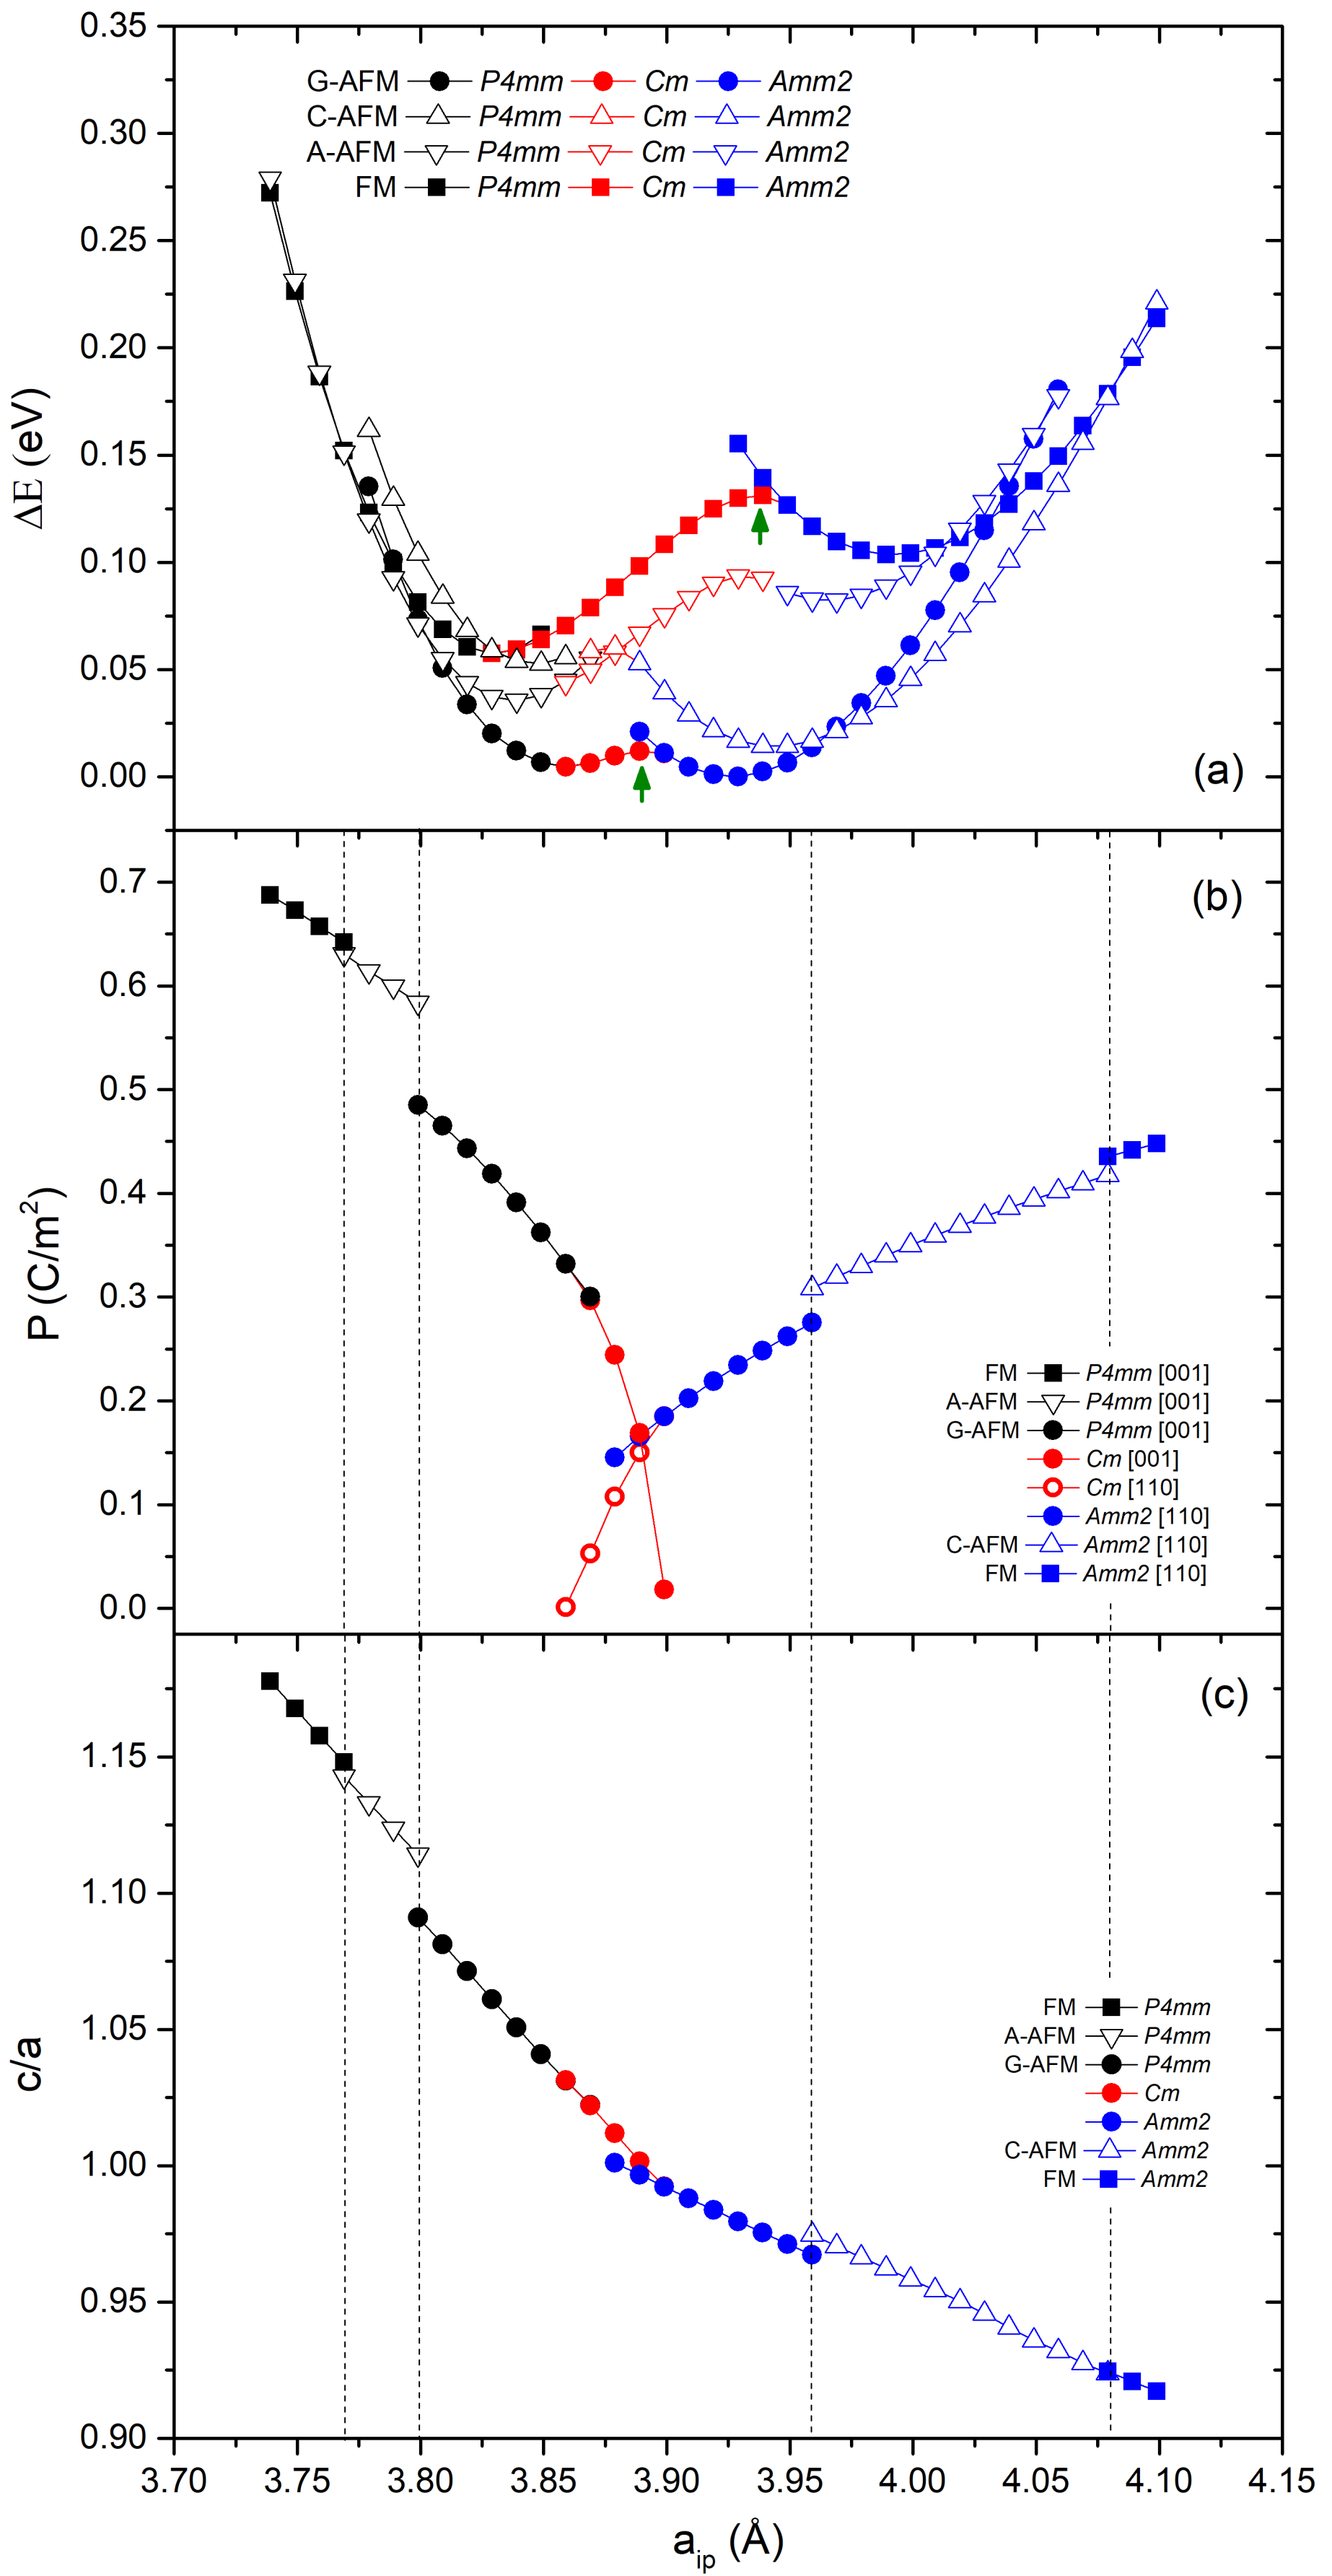 0.35
G-AFM P4mm Cm Amm2
C-AFM P4mm Cm Amm2
A-AFM P4mm Cm Amm2
FM P4mm Cm Amm2
0.30
0.25
0.20
0.15
0.10
0.05
0.00
ΔE (eV)
(a)
(b)
0.7
0.6
0.5
0.4
0.3
0.2
0.1
0.0
P (C/m²)
FM P4mm [001]
A-AFM P4mm [001]
G-AFM P4mm [001]
Cm [001]
Cm [110]
Amm2 [110]
C-AFM Amm2 [110]
FM Amm2 [110]
(c)
1.15
1.10
1.05
1.00
0.95
0.90
c/a
FM P4mm
A-AFM P4mm
G-AFM P4mm
Cm
Amm2
C-AFM Amm2
FM Amm2
3.70 3.75 3.80 3.85 3.90 3.95 4.00 4.05 4.10 4.15
a_ip (Å)